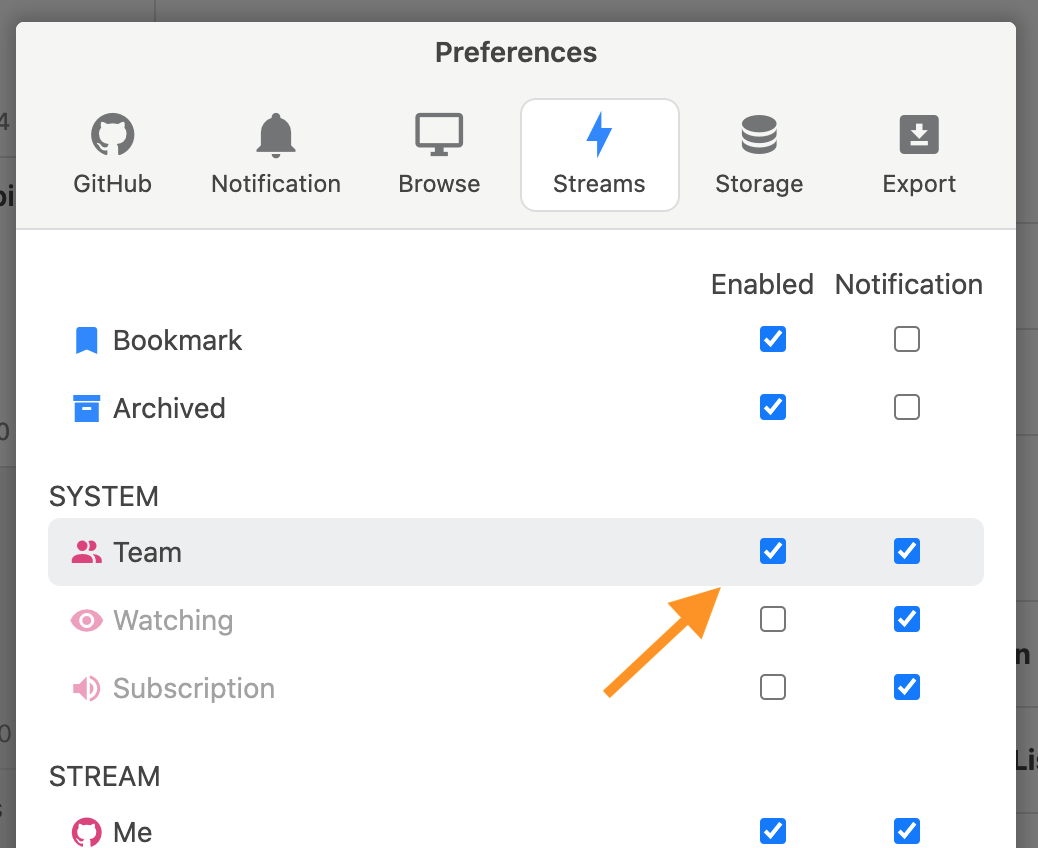 Preferences
GitHub Notification Browse Streams Storage Export
Enabled Notification
Bookmark
Archived
SYSTEM
Team
Watching
Subscription
STREAM
Me